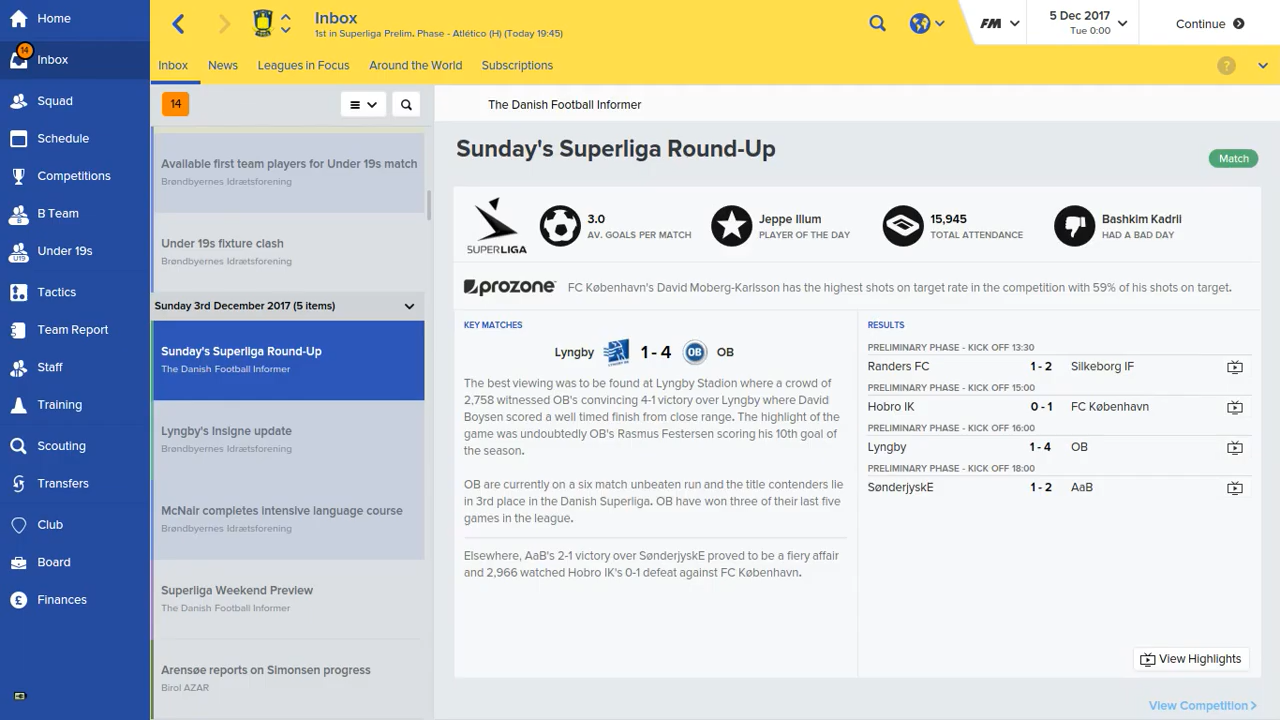 Home
14
Inbox
Squad
Schedule
Competitions
B Team
Under 19s
Tactics
Team Report
Staff
Training
Scouting
Transfers
Club
Board
Finances
Inbox
1st in Superliga Prelim. Phase - Atlético (H) (Today 19:45)
FM
5 Dec 2017
Tue 0:00
Continue
Inbox News Leagues in Focus Around the World Subscriptions
?
14
Available first team players for Under 19s match
Brøndbyernes Idrætsforening
Under 19s fixture clash
Brøndbyernes Idrætsforening
Sunday 3rd December 2017 (5 items)
Sunday's Superliga Round-Up
The Danish Football Informer
Lyngby's Insigne update
Brøndbyernes Idrætsforening
McNair completes intensive language course
Brøndbyernes Idrætsforening
Superliga Weekend Preview
The Danish Football Informer
Arensøe reports on Simonsen progress
Birol AZAR
The Danish Football Informer
Sunday's Superliga Round-Up
Match
SUPERLIGA
3.0
AV. GOALS PER MATCH
Jeppe Illum
PLAYER OF THE DAY
15,945
TOTAL ATTENDANCE
Bashkim Kadrii
HAD A BAD DAY
prozone
FC København's David Moberg-Karlsson has the highest shots on target rate in the competition with 59% of his shots on target.
KEY MATCHES
Lyngby 1 - 4 OB OB
The best viewing was to be found at Lyngby Stadion where a crowd of
2,758 witnessed OB's convincing 4-1 victory over Lyngby where David
Boysen scored a well timed finish from close range. The highlight of the
game was undoubtedly OB's Rasmus Festersen scoring his 10th goal of
the season.
OB are currently on a six match unbeaten run and the title contenders lie
in 3rd place in the Danish Superliga. OB have won three of their last five
games in the league.
Elsewhere, AaB's 2-1 victory over SønderjyskE proved to be a fiery affair
and 2,966 watched Hobro IK's 0-1 defeat against FC København.
RESULTS
PRELIMINARY PHASE - KICK OFF 13:30
Randers FC 1 - 2 Silkeborg IF
PRELIMINARY PHASE - KICK OFF 15:00
Hobro IK 0 - 1 FC København
PRELIMINARY PHASE - KICK OFF 16:00
Lyngby 1 - 4 OB
PRELIMINARY PHASE - KICK OFF 18:00
SønderjyskE 1 - 2 AaB
View Highlights
View Competition >